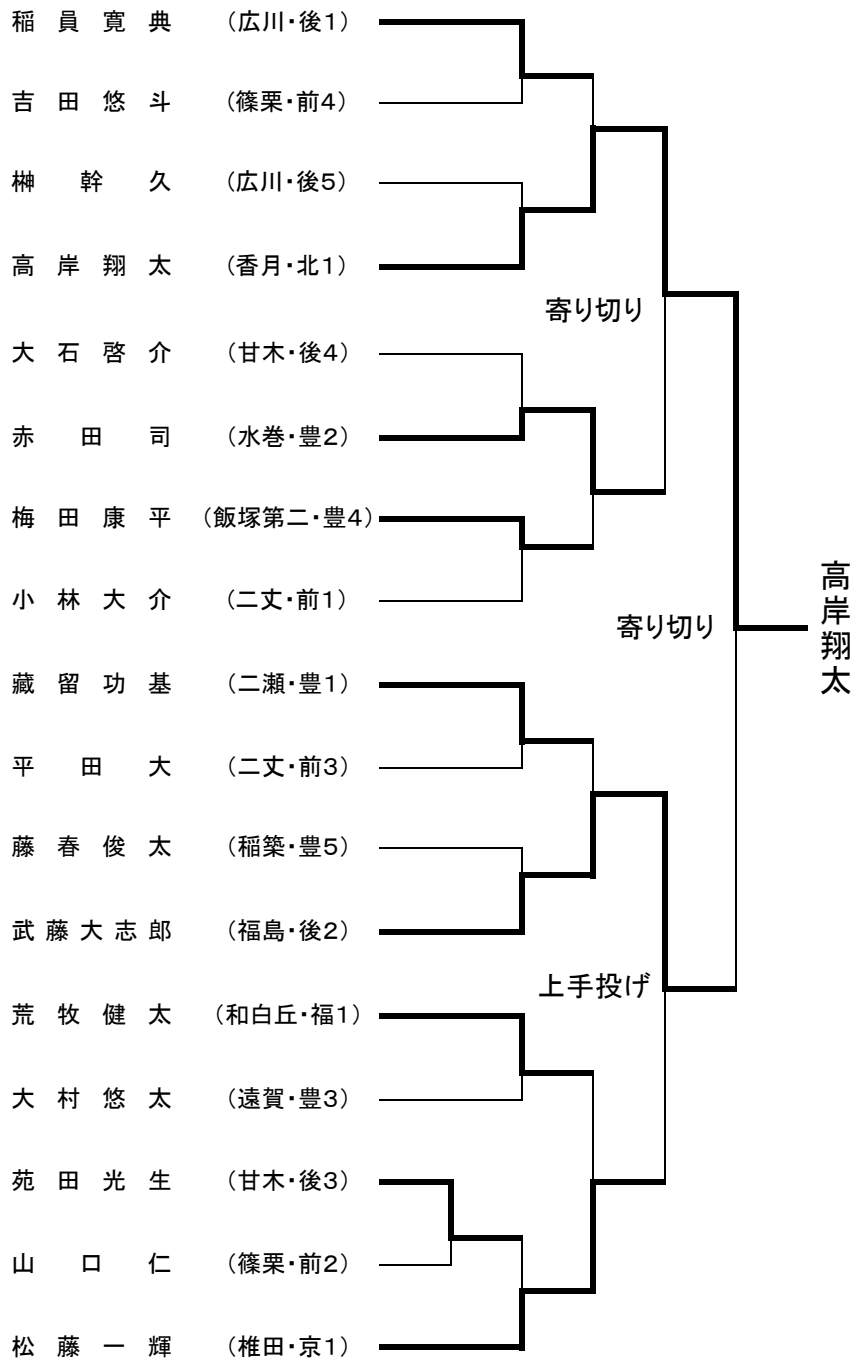 稲員寛典 (広川・後1)
吉田悠斗 (篠栗・前4)
榊幹久 (広川・後5)
高岸翔太 (香月・北1)
寄り切り
大石啓介 (甘木・後4)
赤田司 (水巻・豊2)
梅田康平 (飯塚第二・豊4)
小林大介 (二丈・前1)
寄り切り
高岸翔太
藏留功基 (二瀬・豊1)
平田大 (二丈・前3)
藤春俊太 (稲築・豊5)
武藤大志郎 (福島・後2)
上手投げ
荒牧健太 (和白丘・福1)
大村悠太 (遠賀・豊3)
苑田光生 (甘木・後3)
山口仁 (篠栗・前2)
松藤一輝 (椎田・京1)